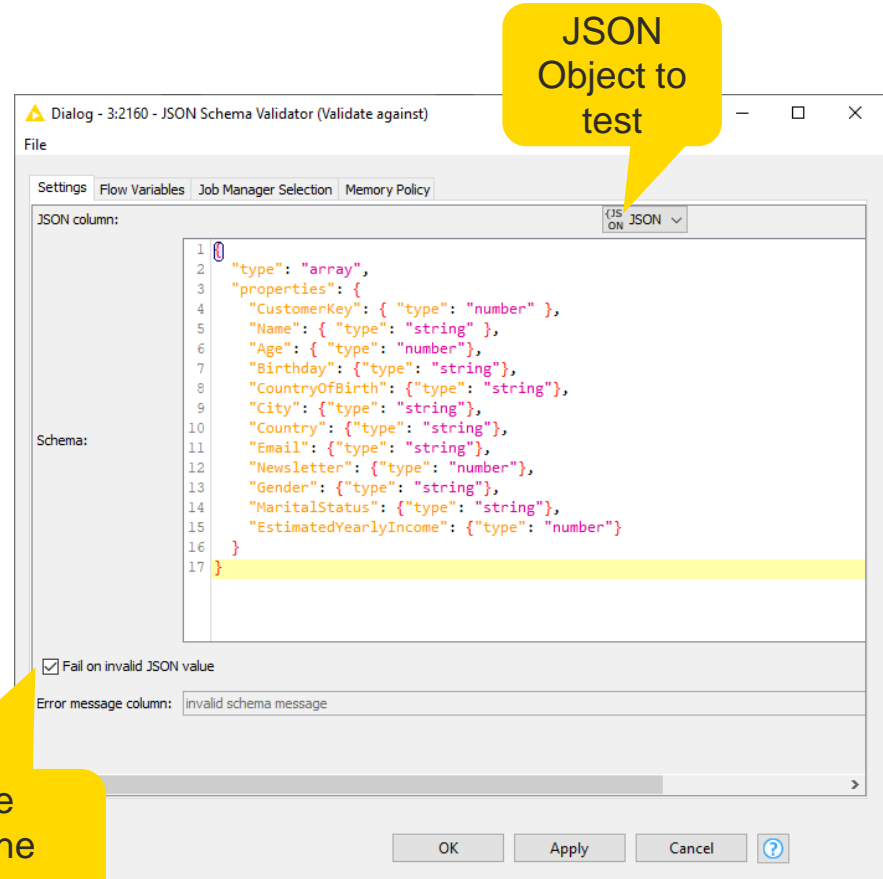 JSON
Object to
test
Dialog - 3:2160 - JSON Schema Validator (Validate against)
File
Settings Flow Variables Job Manager Selection Memory Policy
JSON column:
{JS
ON JSON
1 {
2 "type": "array",
3 "properties": {
4 "CustomerKey": { "type": "number" },
5 "Name": { "type": "string" },
6 "Age": { "type": "number"},
7 "Birthday": {"type": "string"},
8 "CountryOfBirth": {"type": "string"},
9 "City": {"type": "string"},
10 "Country": {"type": "string"},
Schema:
11 "Email": {"type": "string"},
12 "Newsletter": {"type": "number"},
13 "Gender": {"type": "string"},
14 "MaritalStatus": {"type": "string"},
15 "EstimatedYearlyIncome": {"type": "number"}
16 }
17 }
Fail on invalid JSON value
Error message column: invalid schema message
OK Apply Cancel ?